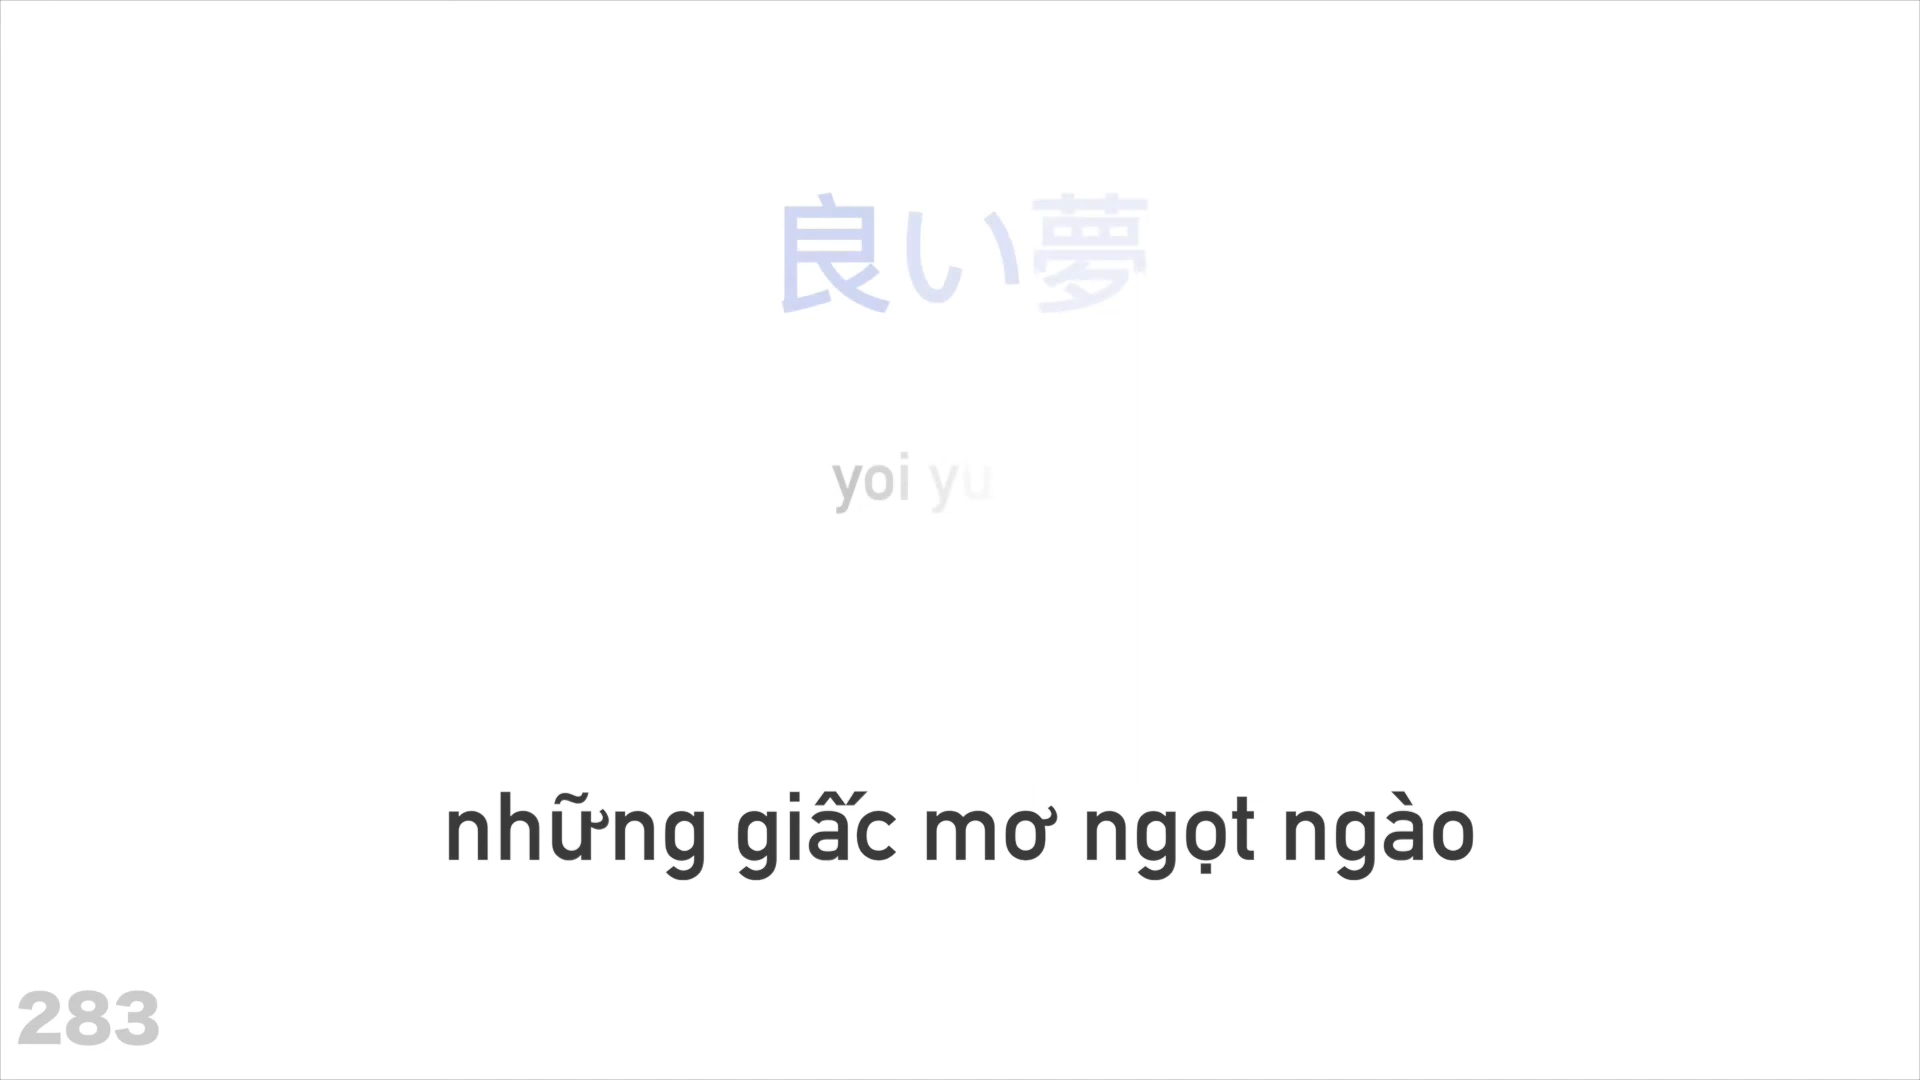 良い夢
yoi yu
những giấc mơ ngọt ngào
283